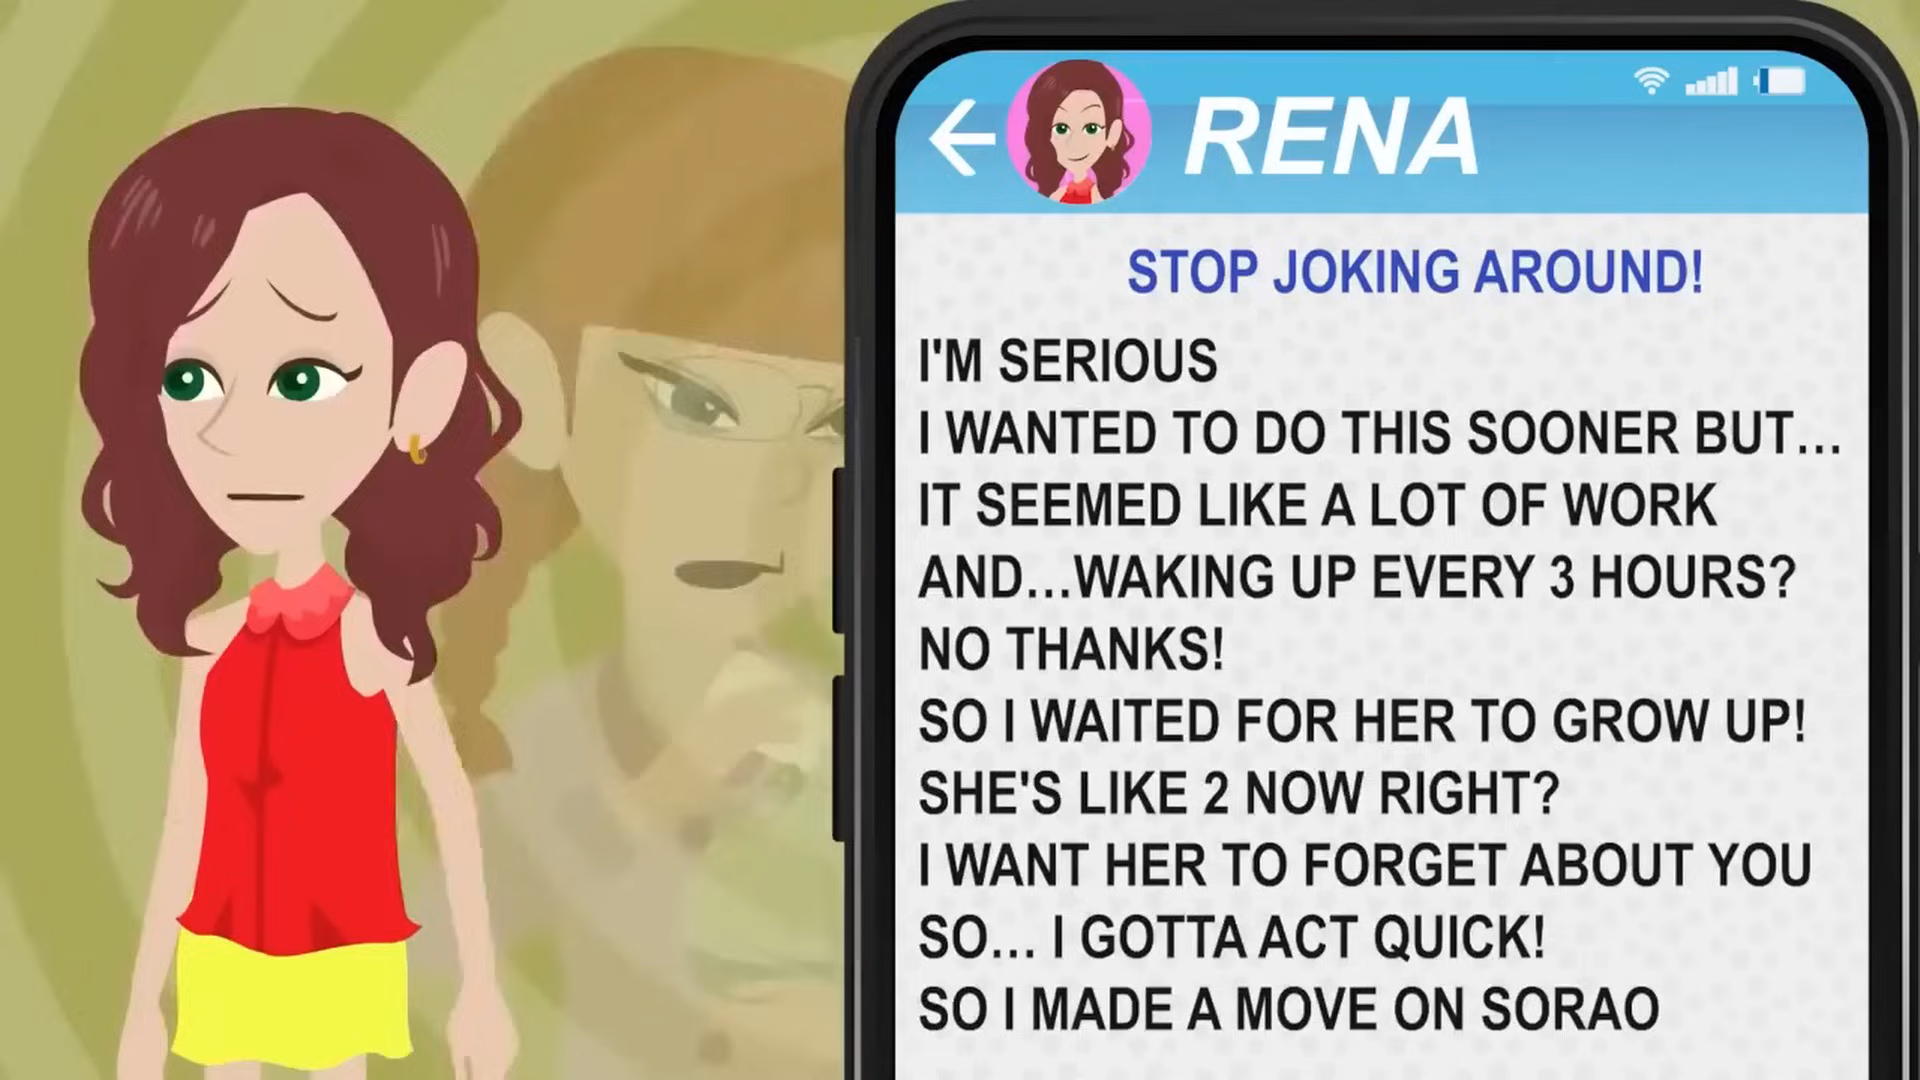 RENA
STOP JOKING AROUND!
I'M SERIOUS
I WANTED TO DO THIS SOONER BUT...
IT SEEMED LIKE A LOT OF WORK
AND...WAKING UP EVERY 3 HOURS?
NO THANKS!
SO I WAITED FOR HER TO GROW UP!
SHE'S LIKE 2 NOW RIGHT?
I WANT HER TO FORGET ABOUT YOU
SO... I GOTTA ACT QUICK!
SO I MADE A MOVE ON SORAO